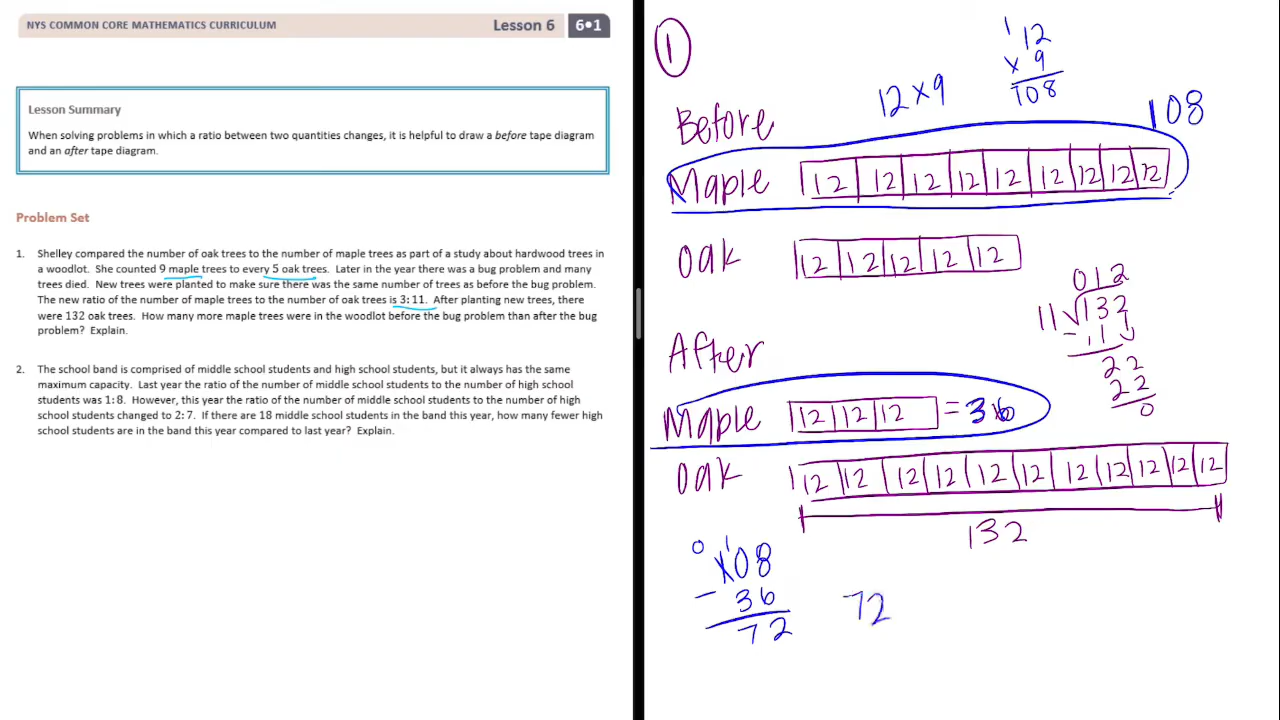 NYS COMMON CORE MATHEMATICS CURRICULUM
Lesson 6
6•1
Lesson Summary
When solving problems in which a ratio between two quantities changes, it is helpful to draw a before tape diagram
and an after tape diagram.
Problem Set
1. Shelley compared the number of oak trees to the number of maple trees as part of a study about hardwood trees in
a woodlot. She counted 9 maple trees to every 5 oak trees. Later in the year there was a bug problem and many
trees died. New trees were planted to make sure there was the same number of trees as before the bug problem.
The new ratio of the number of maple trees to the number of oak trees is 3:11. After planting new trees, there
were 132 oak trees. How many more maple trees were in the woodlot before the bug problem than after the bug
problem? Explain.
2. The school band is comprised of middle school students and high school students, but it always has the same
maximum capacity. Last year the ratio of the number of middle school students to the number of high school
students was 1:8. However, this year the ratio of the number of middle school students to the number of high
school students changed to 2:7. If there are 18 middle school students in the band this year, how many fewer high
school students are in the band this year compared to last year? Explain.
1
12 x 9
1
12
x 9
108
Before
108
Maple 12 12 12 12 12 12 12 12 12
Oak 12 12 12 12 12
012
11 132
- 11
22
22
0
After
Maple 12 12 12 = 36
Oak 12 12 12 12 12 12 12 12 12 12 12
132
0 1
108
- 36
72
72